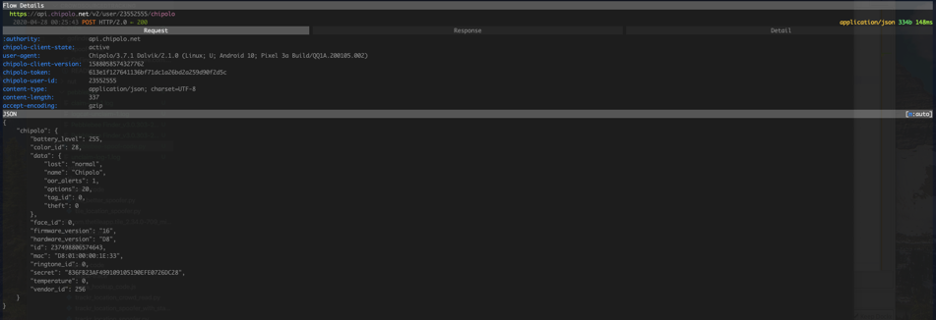 Flow Details
https://api.chipolo.net/v2/user/23552555/chipolo
2020-04-28 00:25:43 POST HTTP/2.0 ← 200 application/json 334b 148ms
Request Response Detail
:authority: api.chipolo.net
chipolo-client-state: active
user-agent: Chipolo/3.7.1 Dalvik/2.1.0 (Linux; U; Android 10; Pixel 3a Build/QQ1A.200105.002)
chipolo-client-version: 1588058574327762
chipolo-token: 613e1f127641136bf71dc1a26bd2a259d90f2d5c
chipolo-user-id: 23552555
content-type: application/json; charset=UTF-8
content-length: 337
accept-encoding: gzip
JSON [m:auto]
{
"chipolo": {
"battery_level": 255,
"color_id": 28,
"data": {
"lost": "normal",
"name": "Chipolo",
"oor_alerts": 1,
"options": 20,
"tag_id": 0,
"theft": 0
},
"face_id": 0,
"firmware_version": "16",
"hardware_version": "D8",
"id": 237498806574643,
"mac": "D8:01:00:00:1E:33",
"ringtone_id": 0,
"secret": "836F823AF499109105190EFE0726DC28",
"temperature": 0,
"vendor_id": 256
}
}